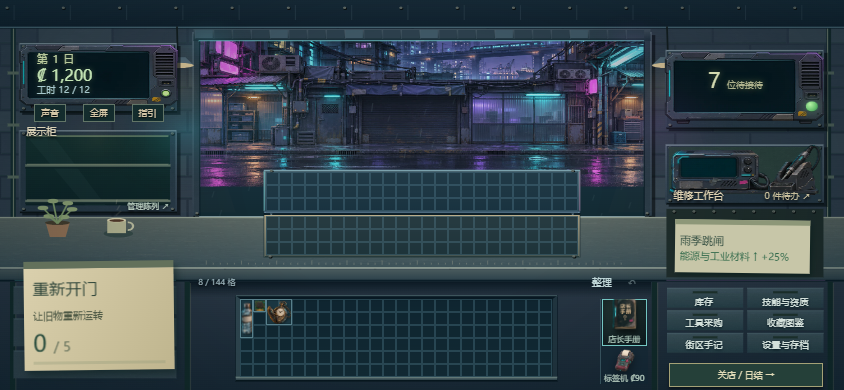 第 1 日
₡ 1,200
工时 12 / 12
声音
全屏
指引
展示柜
管理陈列 ↗
7 位待接待
维修工作台
0 件待办 ↗
雨季跳闸
能源与工业材料 ↑ +25%
重新开门
让旧物重新运转
0 / 5
8 / 144 格
整理
店长手册
标签机 ₡90
库存
技能与资质
工具采购
收藏图鉴
街区手记
设置与存档
关店 / 日结 →